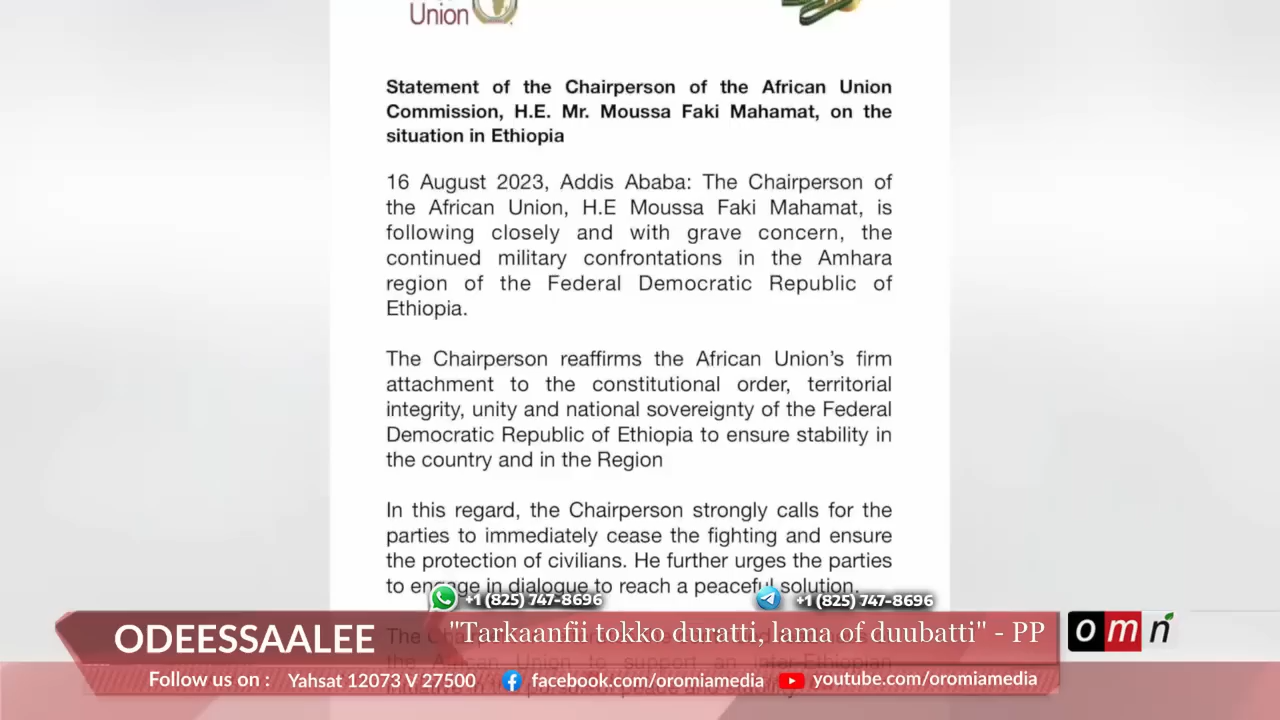 Union
Statement of the Chairperson of the African Union
Commission, H.E. Mr. Moussa Faki Mahamat, on the
situation in Ethiopia
16 August 2023, Addis Ababa: The Chairperson of
the African Union, H.E Moussa Faki Mahamat, is
following closely and with grave concern, the
continued military confrontations in the Amhara
region of the Federal Democratic Republic of
Ethiopia.
The Chairperson reaffirms the African Union’s firm
attachment to the constitutional order, territorial
integrity, unity and national sovereignty of the Federal
Democratic Republic of Ethiopia to ensure stability in
the country and in the Region
In this regard, the Chairperson strongly calls for the
parties to immediately cease the fighting and ensure
the protection of civilians. He further urges the parties
to engage in dialogue to reach a peaceful solution.
+1 (825) 747-8696
+1 (825) 747-8696
ODEESSAALEE
"Tarkaanfii tokko duratti, lama of duubatti" - PP
omn
the African Union to support an Inter-Ethiopian
Follow us on : Yahsat 12073 V 27500 facebook.com/oromiamedia youtube.com/oromiamedia